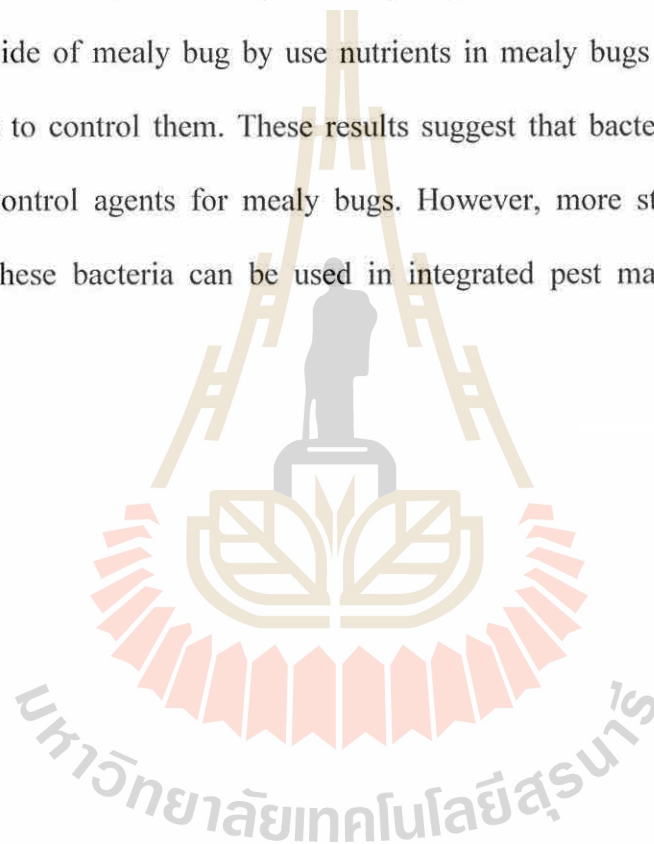 ide of mealy bug by use nutrients in mealy bugs
to control them. These results suggest that bacte
ontrol agents for mealy bugs. However, more st
hese bacteria can be used in integrated pest ma
มหาวิทยาลัยเทคโนโลยีสุรนารี